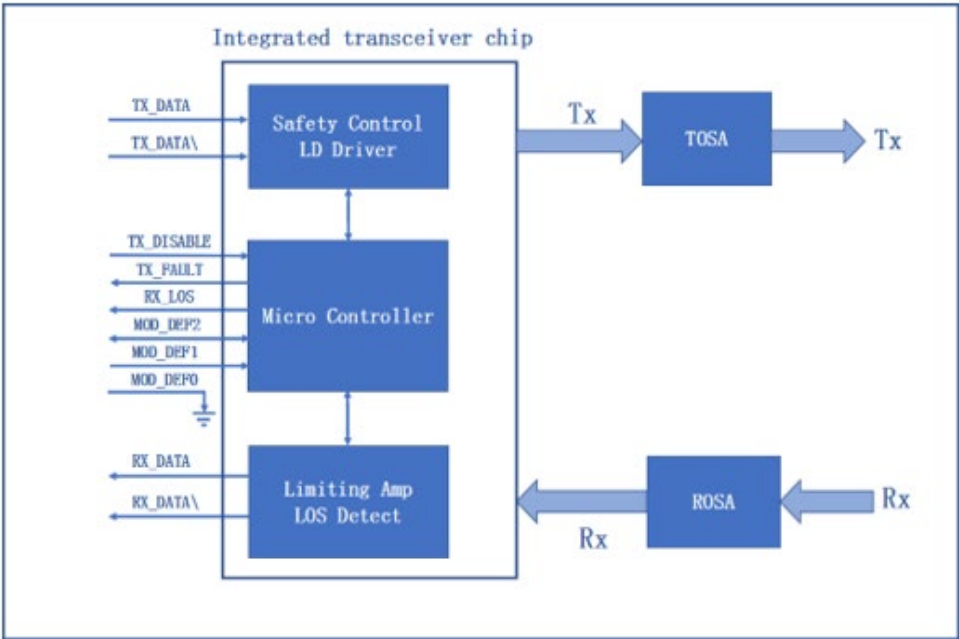 Integrated transceiver chip
TX_DATA
TX_DATA\
Safety Control
LD Driver
Tx
TOSA
Tx
TX_DISABLE
TX_FAULT
RX_LOS
MOD_DEF2
MOD_DEF1
MOD_DEF0
Micro Controller
RX_DATA
RX_DATA\
Limiting Amp
LOS Detect
Rx
ROSA
Rx